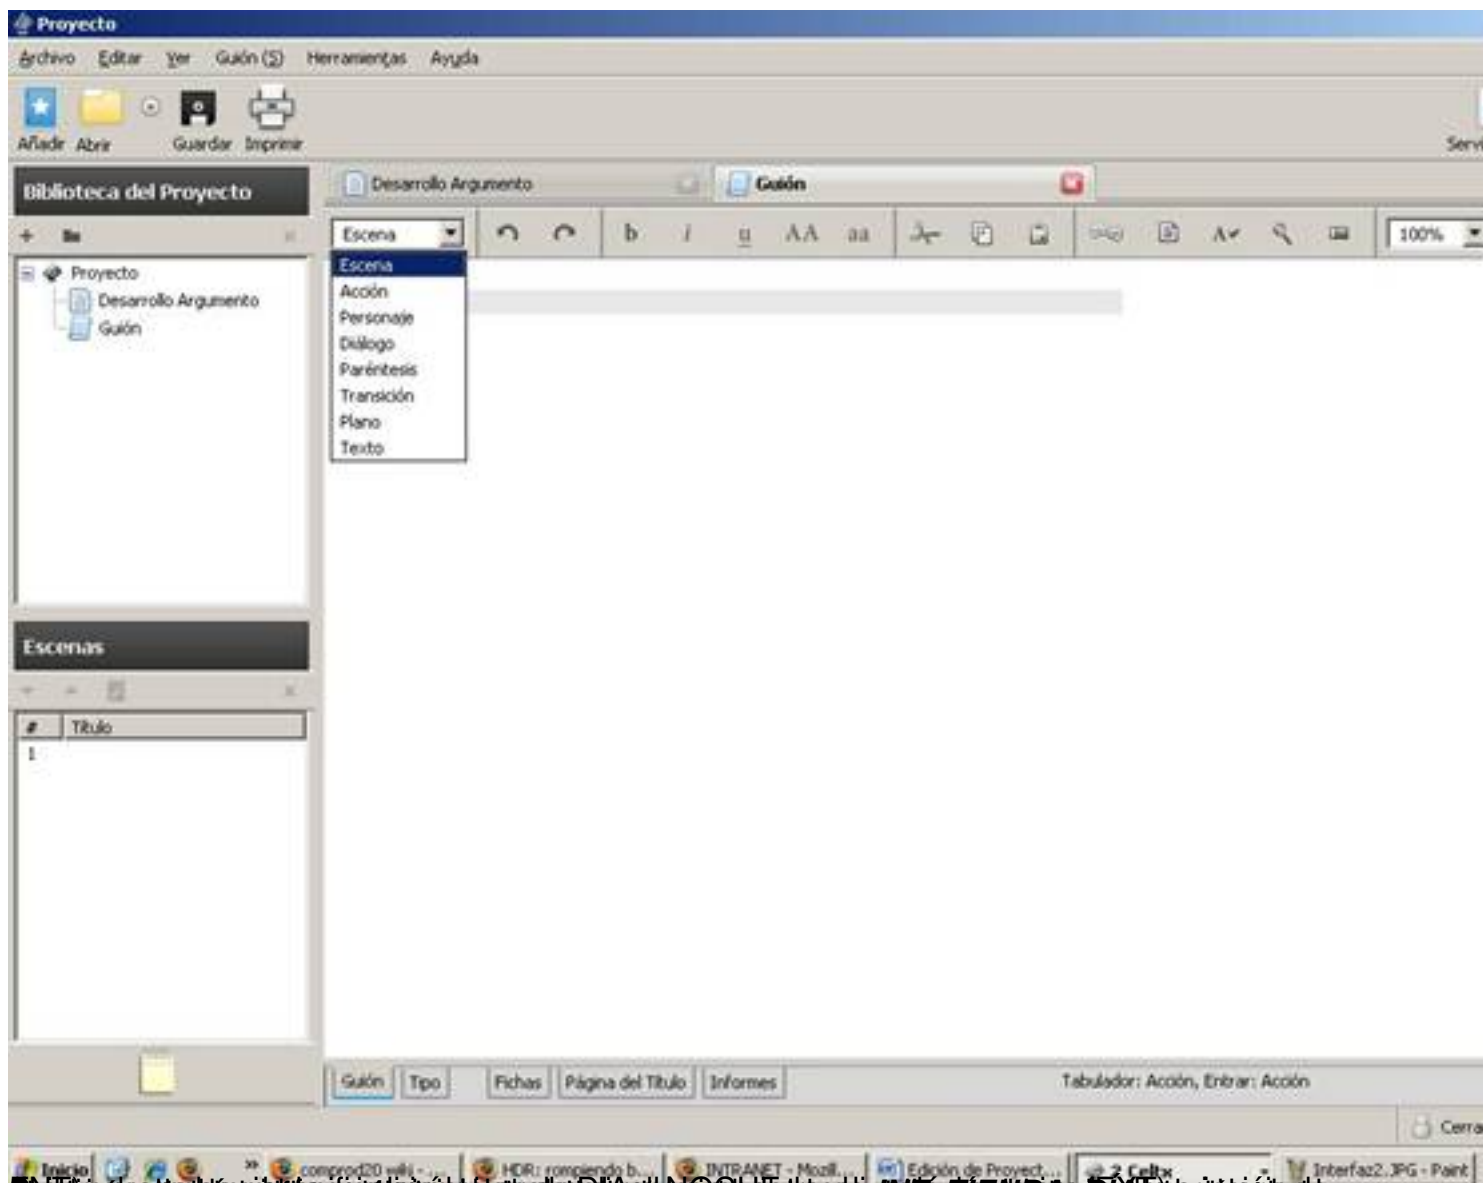 Proyecto
Archivo Editar Ver Guión (S) Herramientas Ayuda
Añadir Abrir Guardar Imprimir
Servi
Biblioteca del Proyecto
Desarrollo Argumento Guión
Escena b i u AA aa 100%
Escena
Acción
Personaje
Diálogo
Paréntesis
Transición
Plano
Texto
Proyecto
Desarrollo Argumento
Guión
Escenas
# Título
1
Guión Tipo Fichas Página del Título Informes Tabulador: Acción, Entrar: Acción
Cerra
Inicio » comprod20 wiki - ... HDR: rompiendo b... INTRANET - Mozill... Edición de Proyect... 2 Celtx Interfaz2.JPG - Paint